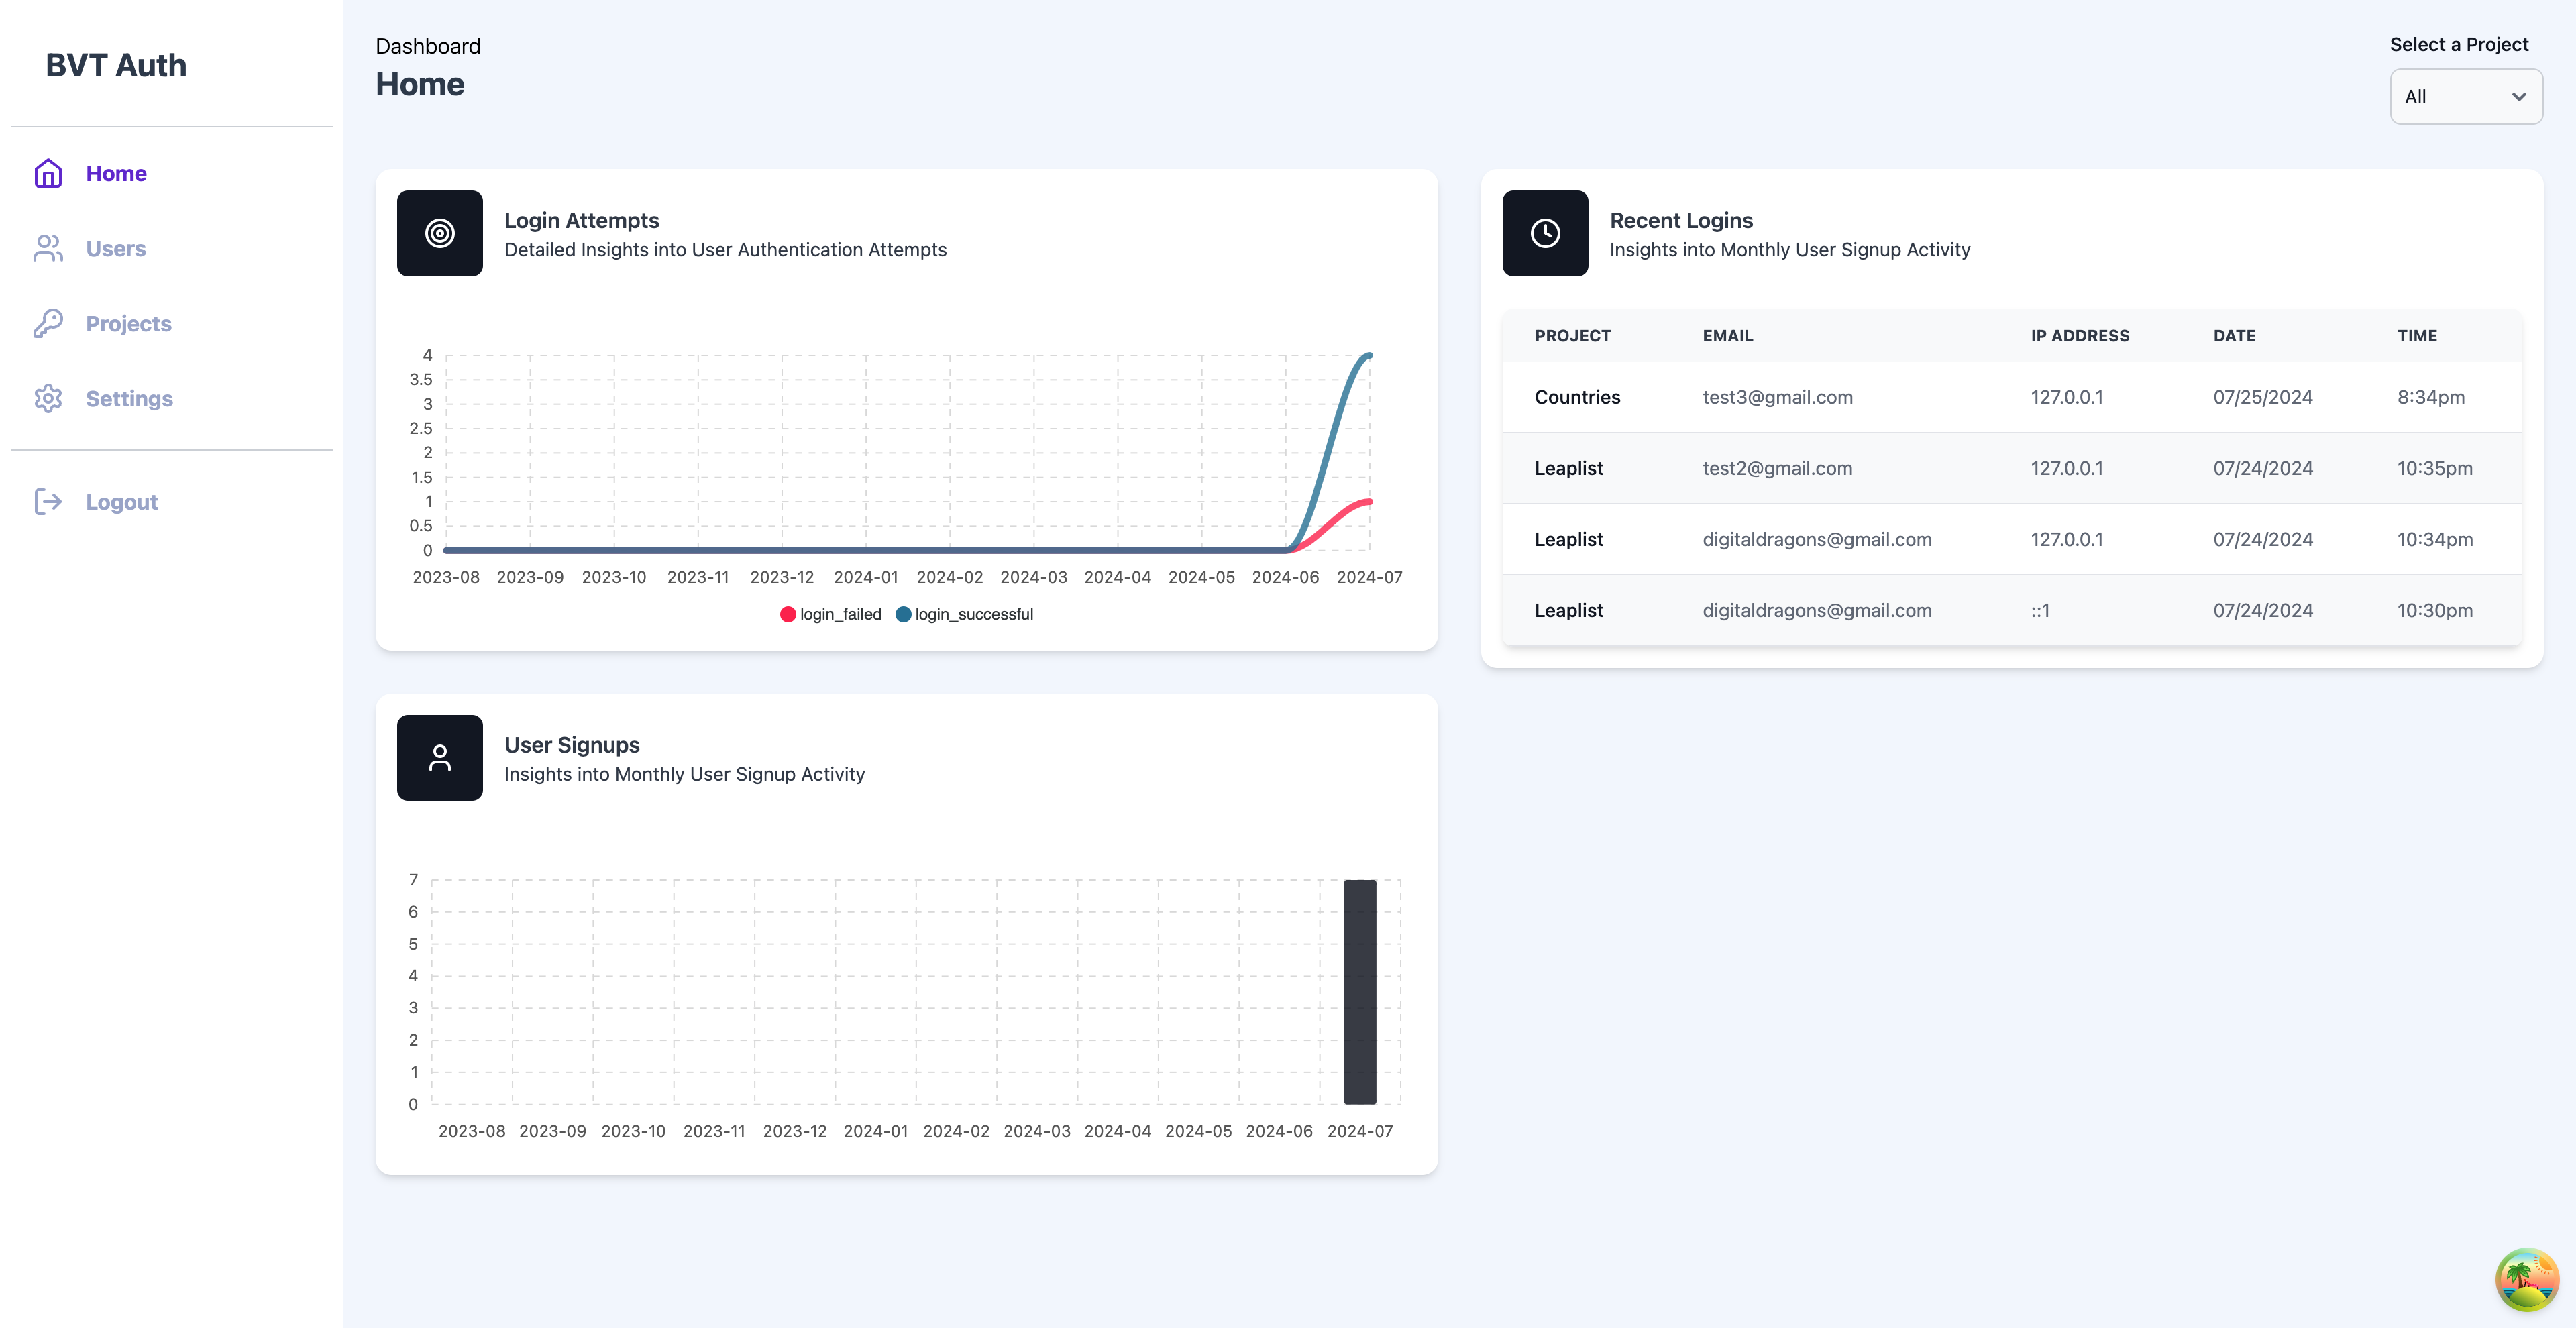 BVT Auth
Home
Users
Projects
Settings
Logout
Dashboard
Home
Select a Project
All
Login Attempts
Detailed Insights into User Authentication Attempts
4
3.5
3
2.5
2
1.5
1
0.5
0
2023-08 2023-09 2023-10 2023-11 2023-12 2024-01 2024-02 2024-03 2024-04 2024-05 2024-06 2024-07
login_failed login_successful
Recent Logins
Insights into Monthly User Signup Activity
PROJECT EMAIL IP ADDRESS DATE TIME
Countries test3@gmail.com 127.0.0.1 07/25/2024 8:34pm
Leaplist test2@gmail.com 127.0.0.1 07/24/2024 10:35pm
Leaplist digitaldragons@gmail.com 127.0.0.1 07/24/2024 10:34pm
Leaplist digitaldragons@gmail.com ::1 07/24/2024 10:30pm
User Signups
Insights into Monthly User Signup Activity
7
6
5
4
3
2
1
0
2023-08 2023-09 2023-10 2023-11 2023-12 2024-01 2024-02 2024-03 2024-04 2024-05 2024-06 2024-07